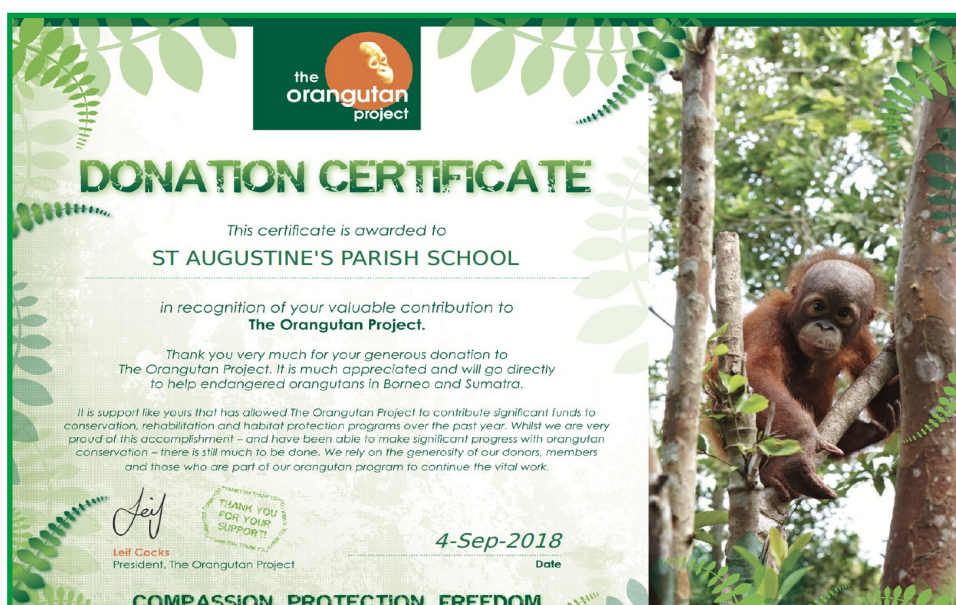 the
orangutan
project
DONATION CERTIFICATE
This certificate is awarded to
ST AUGUSTINE'S PARISH SCHOOL
in recognition of your valuable contribution to
The Orangutan Project.
Thank you very much for your generous donation to
The Orangutan Project. It is much appreciated and will go directly
to help endangered orangutans in Borneo and Sumatra.
It is support like yours that has allowed The Orangutan Project to contribute significant funds to
conservation, rehabilitation and habitat protection programs over the past year. Whilst we are very
proud of this accomplishment – and have been able to make significant progress with orangutan
conservation – there is still much to be done. We rely on the generosity of our donors, members
and those who are part of our orangutan program to continue the vital work.
Leif
THANK YOU
FOR YOUR
SUPPORT!
4-Sep-2018
Leif Cocks
Date
President, The Orangutan Project
COMPASSION PROTECTION FREEDOM